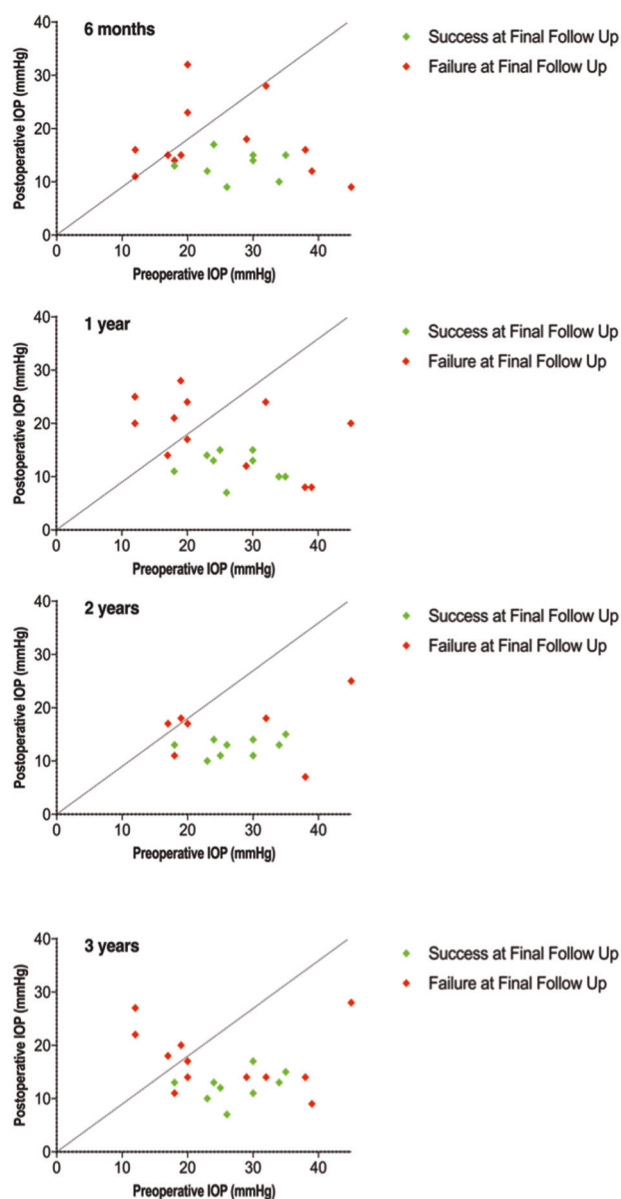 6 months
Success at Final Follow Up
Failure at Final Follow Up
Postoperative IOP (mmHg)
40
30
20
10
0
0 10 20 30 40
Preoperative IOP (mmHg)
1 year
Success at Final Follow Up
Failure at Final Follow Up
Postoperative IOP (mmHg)
40
30
20
10
0
0 10 20 30 40
Preoperative IOP (mmHg)
2 years
Success at Final Follow Up
Failure at Final Follow Up
Postoperative IOP (mmHg)
40
30
20
10
0
0 10 20 30 40
Preoperative IOP (mmHg)
3 years
Success at Final Follow Up
Failure at Final Follow Up
Postoperative IOP (mmHg)
40
30
20
10
0
0 10 20 30 40
Preoperative IOP (mmHg)